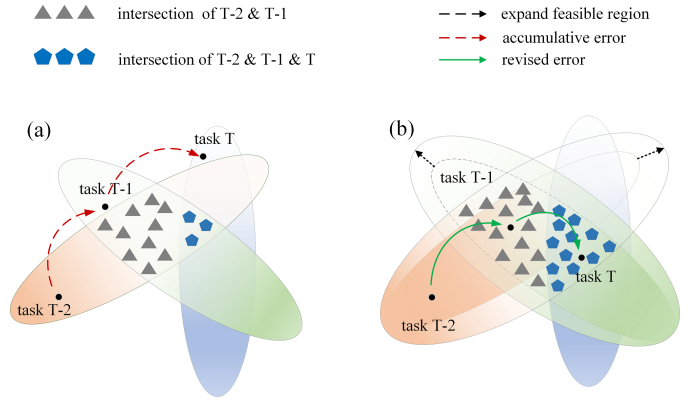 intersection of T-2 & T-1
intersection of T-2 & T-1 & T
expand feasible region
accumulative error
revised error
(a)
task T
task T-1
task T-2
(b)
task T-1
task T
task T-2